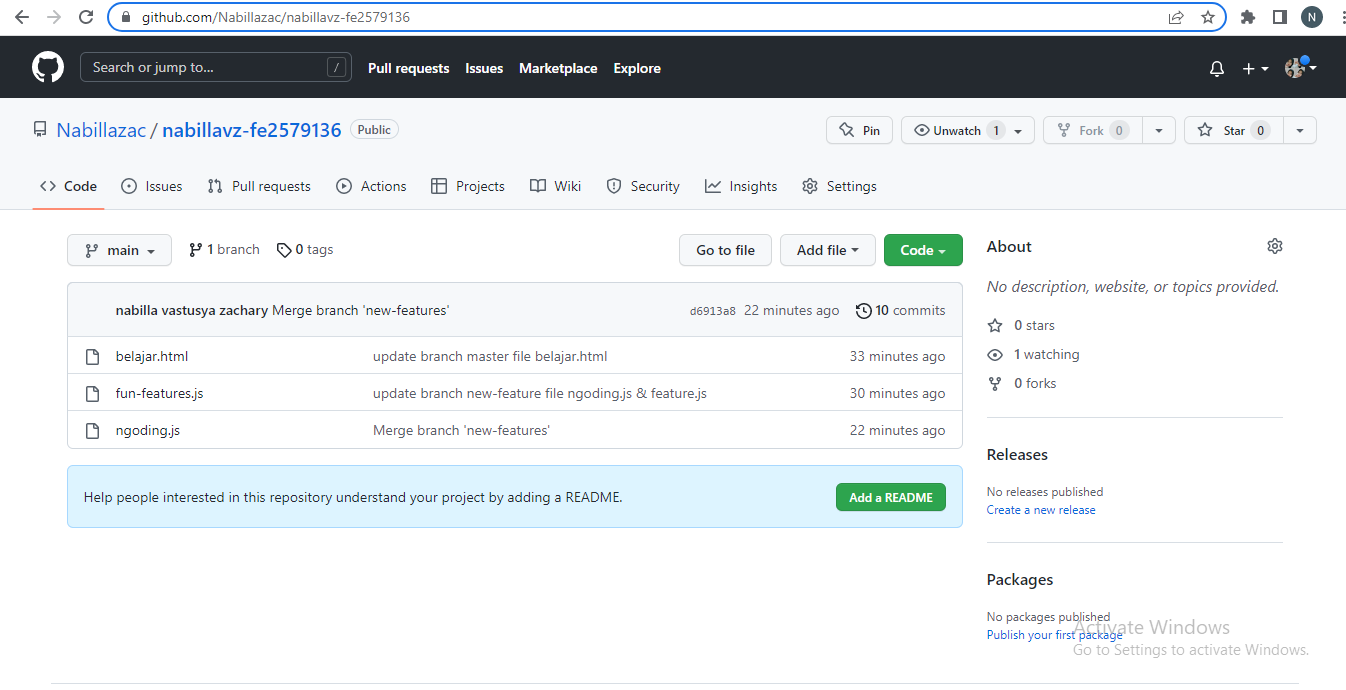 github.com/Nabillazac/nabillavz-fe2579136
N
Search or jump to...
/
Pull requests Issues Marketplace Explore
Nabillazac / nabillavz-fe2579136 Public
Pin
Unwatch 1
Fork 0
Star 0
Code Issues Pull requests Actions Projects Wiki Security Insights Settings
main 1 branch 0 tags
Go to file Add file Code
nabilla vastusya zachary Merge branch 'new-features' d6913a8 22 minutes ago 10 commits
belajar.html update branch master file belajar.html 33 minutes ago
fun-features.js update branch new-feature file ngoding.js & feature.js 30 minutes ago
ngoding.js Merge branch 'new-features' 22 minutes ago
Help people interested in this repository understand your project by adding a README. Add a README
About
No description, website, or topics provided.
0 stars
1 watching
0 forks
Releases
No releases published
Create a new release
Packages
No packages published
Publish your first package
Activate Windows
Go to Settings to activate Windows.